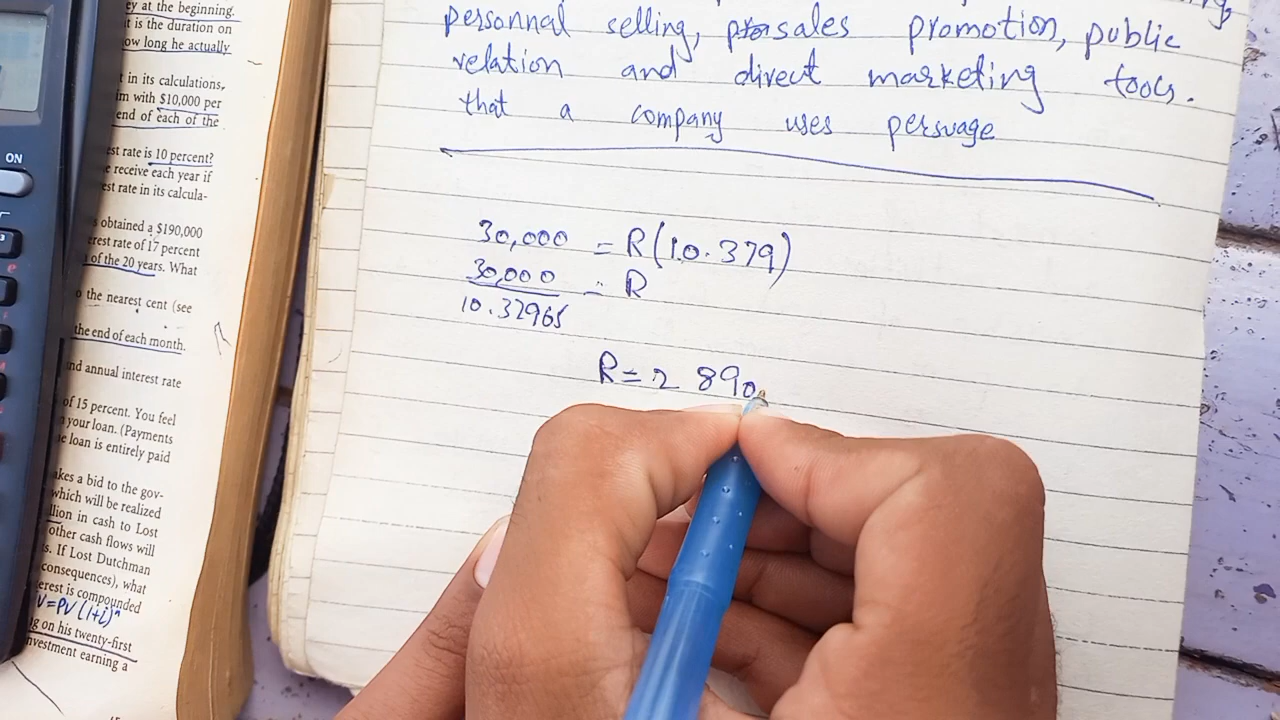 ey at the beginning.
it is the duration on
ow long he actually
t in its calculations,
im with $10,000 per
end of each of the
est rate is 10 percent?
e receive each year if
est rate in its calcula-
s obtained a $190,000
erest rate of 17 percent
of the 20 years. What
o the nearest cent (see
the end of each month.
nd annual interest rate
of 15 percent. You feel
your loan. (Payments
e loan is entirely paid
akes a bid to the gov-
which will be realized
llion in cash to Lost
other cash flows will
s. If Lost Dutchman
consequences), what
erest is compounded
V=PV(1+i)ⁿ
g on his twenty-first
nvestment earning a
ON
personnal selling, sales promotion, public
relation and direct marketing tools.
that a company uses persuage
30,000 = R(10.379)
30,000 = R
10.37965
R=2 890